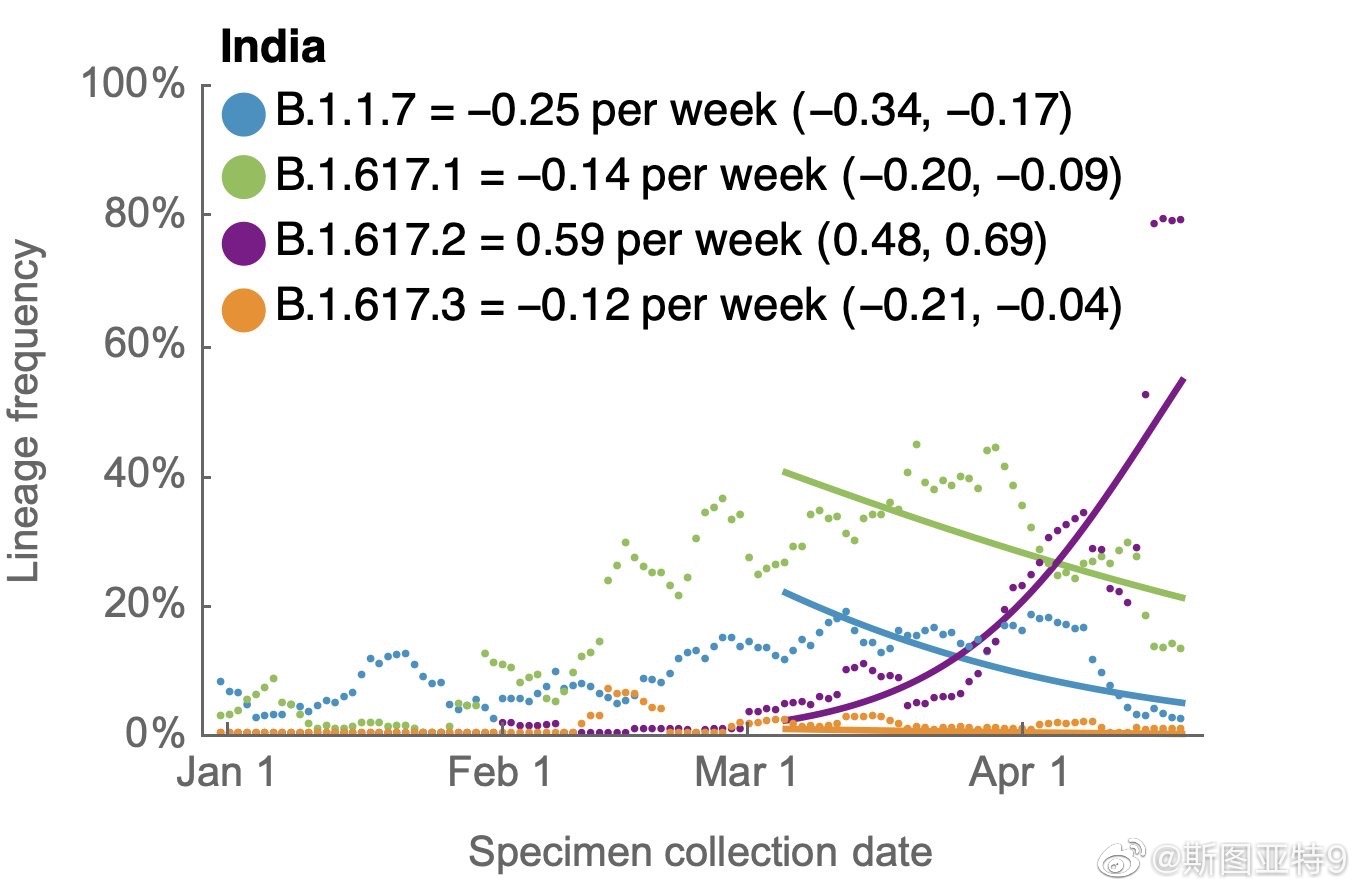 India
B.1.1.7 = −0.25 per week (−0.34, −0.17)
B.1.617.1 = −0.14 per week (−0.20, −0.09)
B.1.617.2 = 0.59 per week (0.48, 0.69)
B.1.617.3 = −0.12 per week (−0.21, −0.04)
Lineage frequency
100%
80%
60%
40%
20%
0%
Jan 1 Feb 1 Mar 1 Apr 1
Specimen collection date
@斯图亚特9